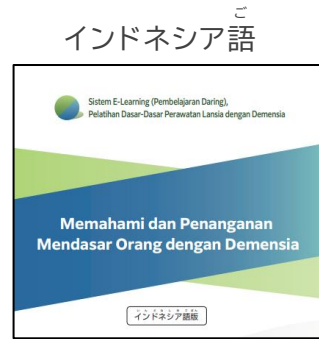 ご
インドネシア語
Sistem E-Learning (Pembelajaran Daring),
Pelatihan Dasar-Dasar Perawatan Lansia dengan Demensia
Memahami dan Penanganan
Mendasar Orang dengan Demensia
インドネシア語版